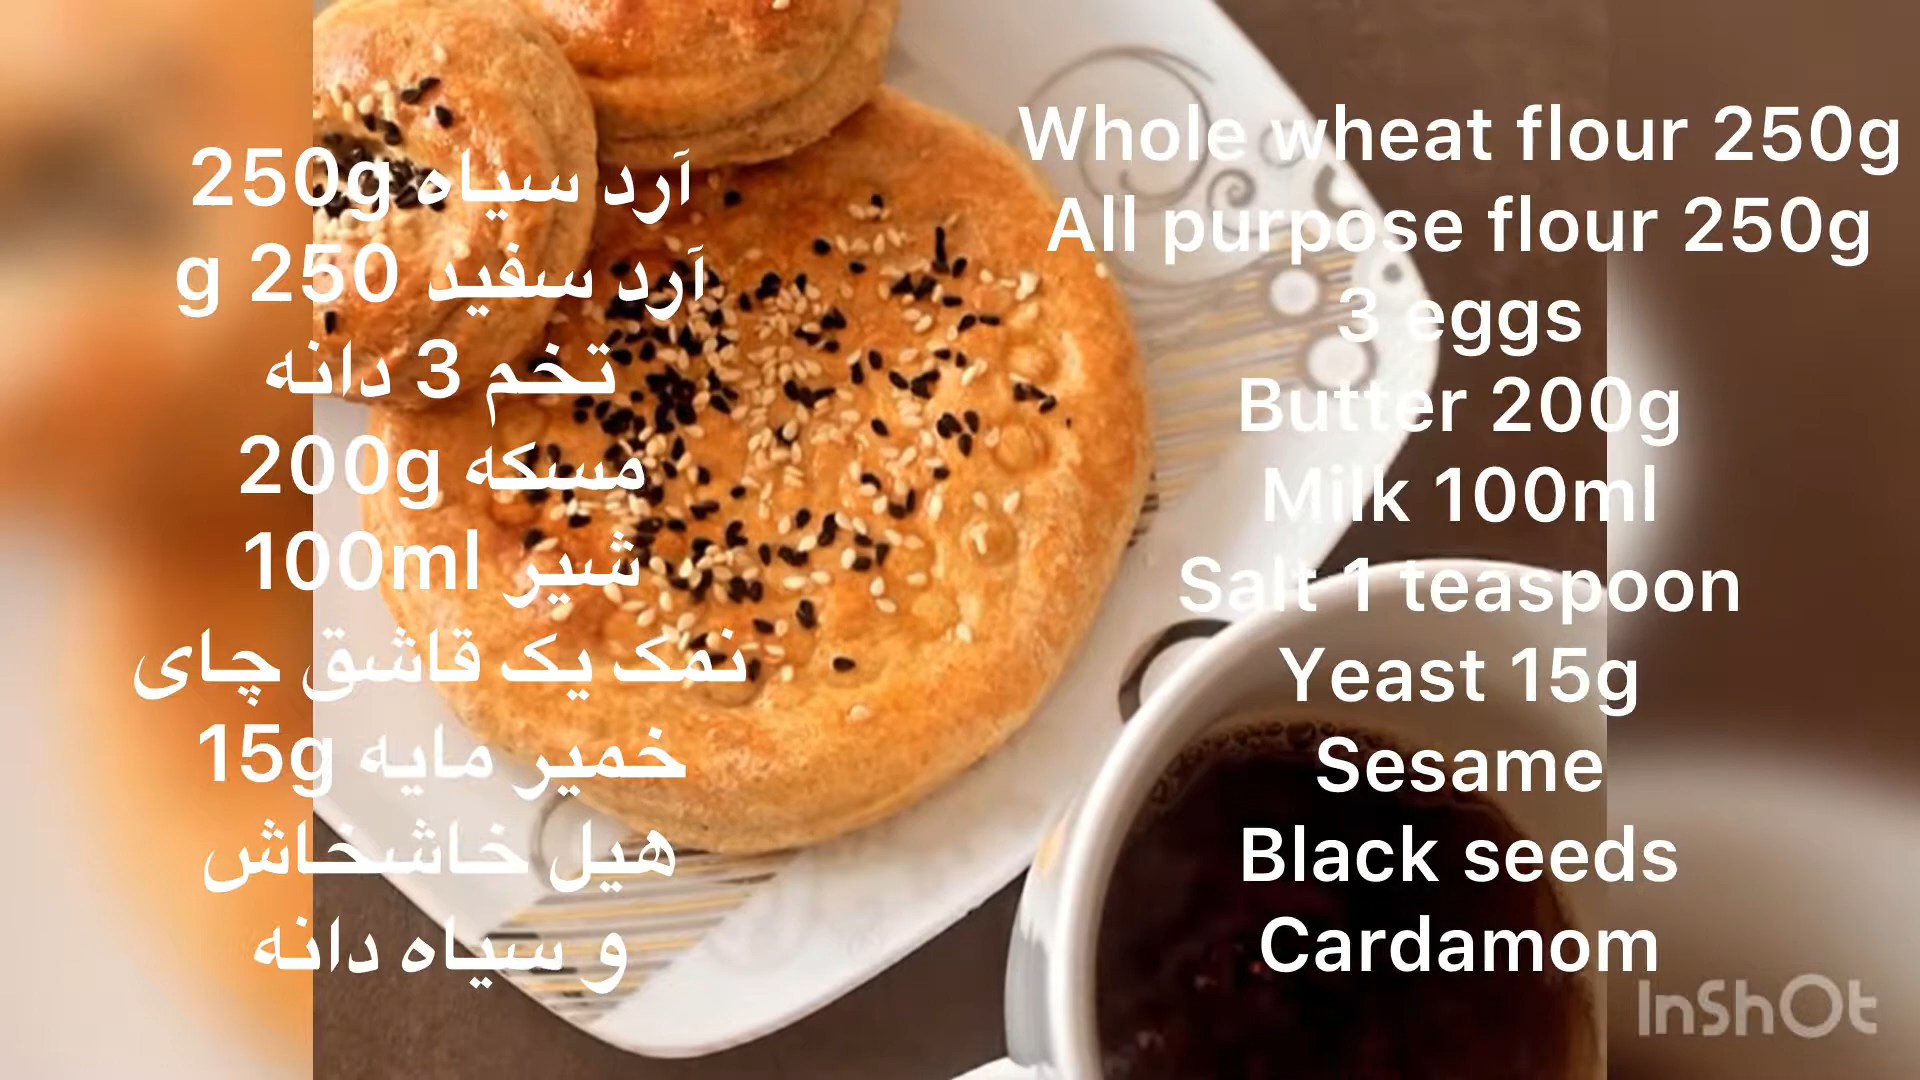 آرد سیاه 250g
آرد سفید 250 g
تخم 3 دانه
مسکه 200g
شیر 100ml
نمک یک قاشق چای
خمیر مایه 15g
هیل خاشخاش
و سیاه دانه
Whole wheat flour 250g
All purpose flour 250g
3 eggs
Butter 200g
Milk 100ml
Salt 1 teaspoon
Yeast 15g
Sesame
Black seeds
Cardamom
InShOt